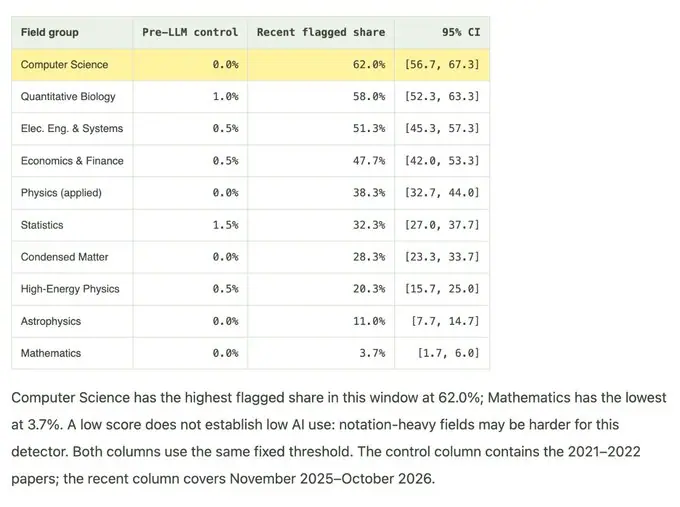 Field group Pre-LLM control Recent flagged share 95% CI
Computer Science 0.0% 62.0% [56.7, 67.3]
Quantitative Biology 1.0% 58.0% [52.3, 63.3]
Elec. Eng. & Systems 0.5% 51.3% [45.3, 57.3]
Economics & Finance 0.5% 47.7% [42.0, 53.3]
Physics (applied) 0.0% 38.3% [32.7, 44.0]
Statistics 1.5% 32.3% [27.0, 37.7]
Condensed Matter 0.0% 28.3% [23.3, 33.7]
High-Energy Physics 0.5% 20.3% [15.7, 25.0]
Astrophysics 0.0% 11.0% [7.7, 14.7]
Mathematics 0.0% 3.7% [1.7, 6.0]
Computer Science has the highest flagged share in this window at 62.0%; Mathematics has the lowest
at 3.7%. A low score does not establish low AI use: notation-heavy fields may be harder for this
detector. Both columns use the same fixed threshold. The control column contains the 2021–2022
papers; the recent column covers November 2025–October 2026.